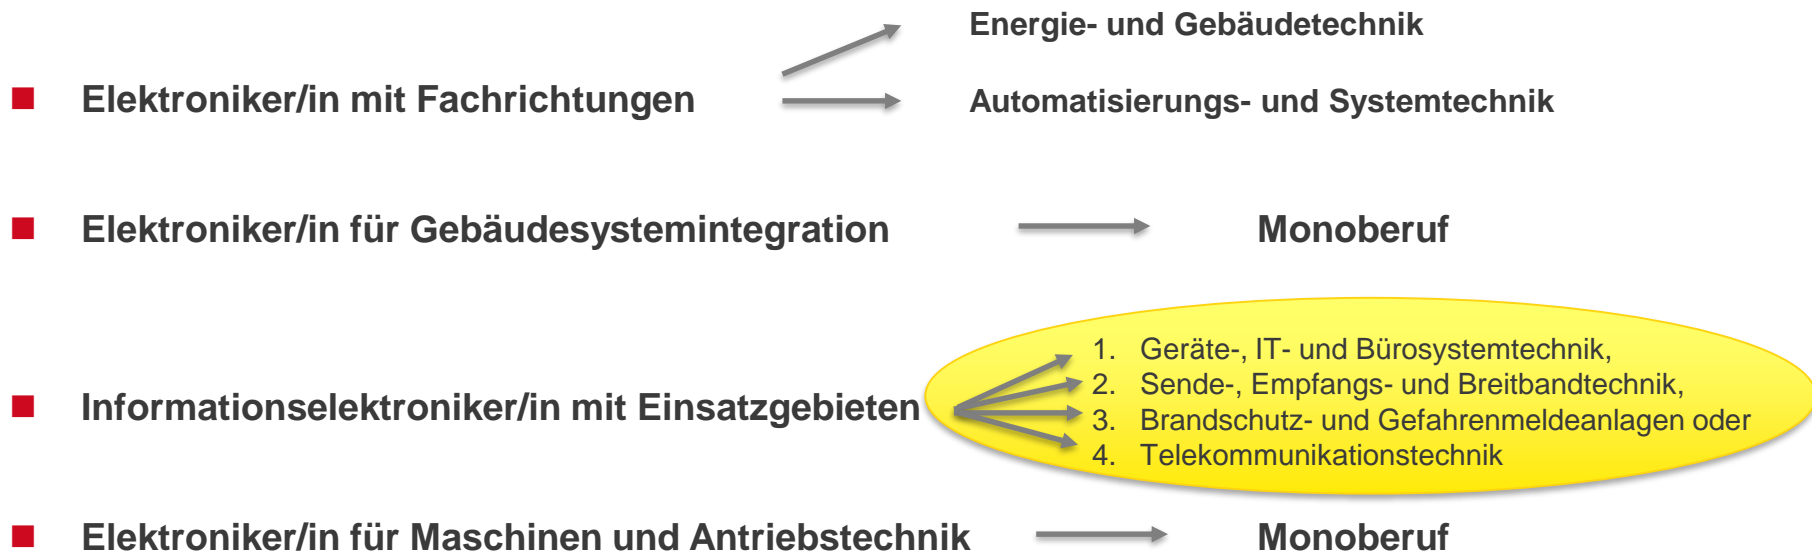 Energie- und Gebäudetechnik
Elektroniker/in mit Fachrichtungen
Automatisierungs- und Systemtechnik
Elektroniker/in für Gebäudesystemintegration
Monoberuf
1. Geräte-, IT- und Bürosystemtechnik,
2. Sende-, Empfangs- und Breitbandtechnik,
Informationselektroniker/in mit Einsatzgebieten
3. Brandschutz- und Gefahrenmeldeanlagen oder
4. Telekommunikationstechnik
Elektroniker/in für Maschinen und Antriebstechnik
Monoberuf